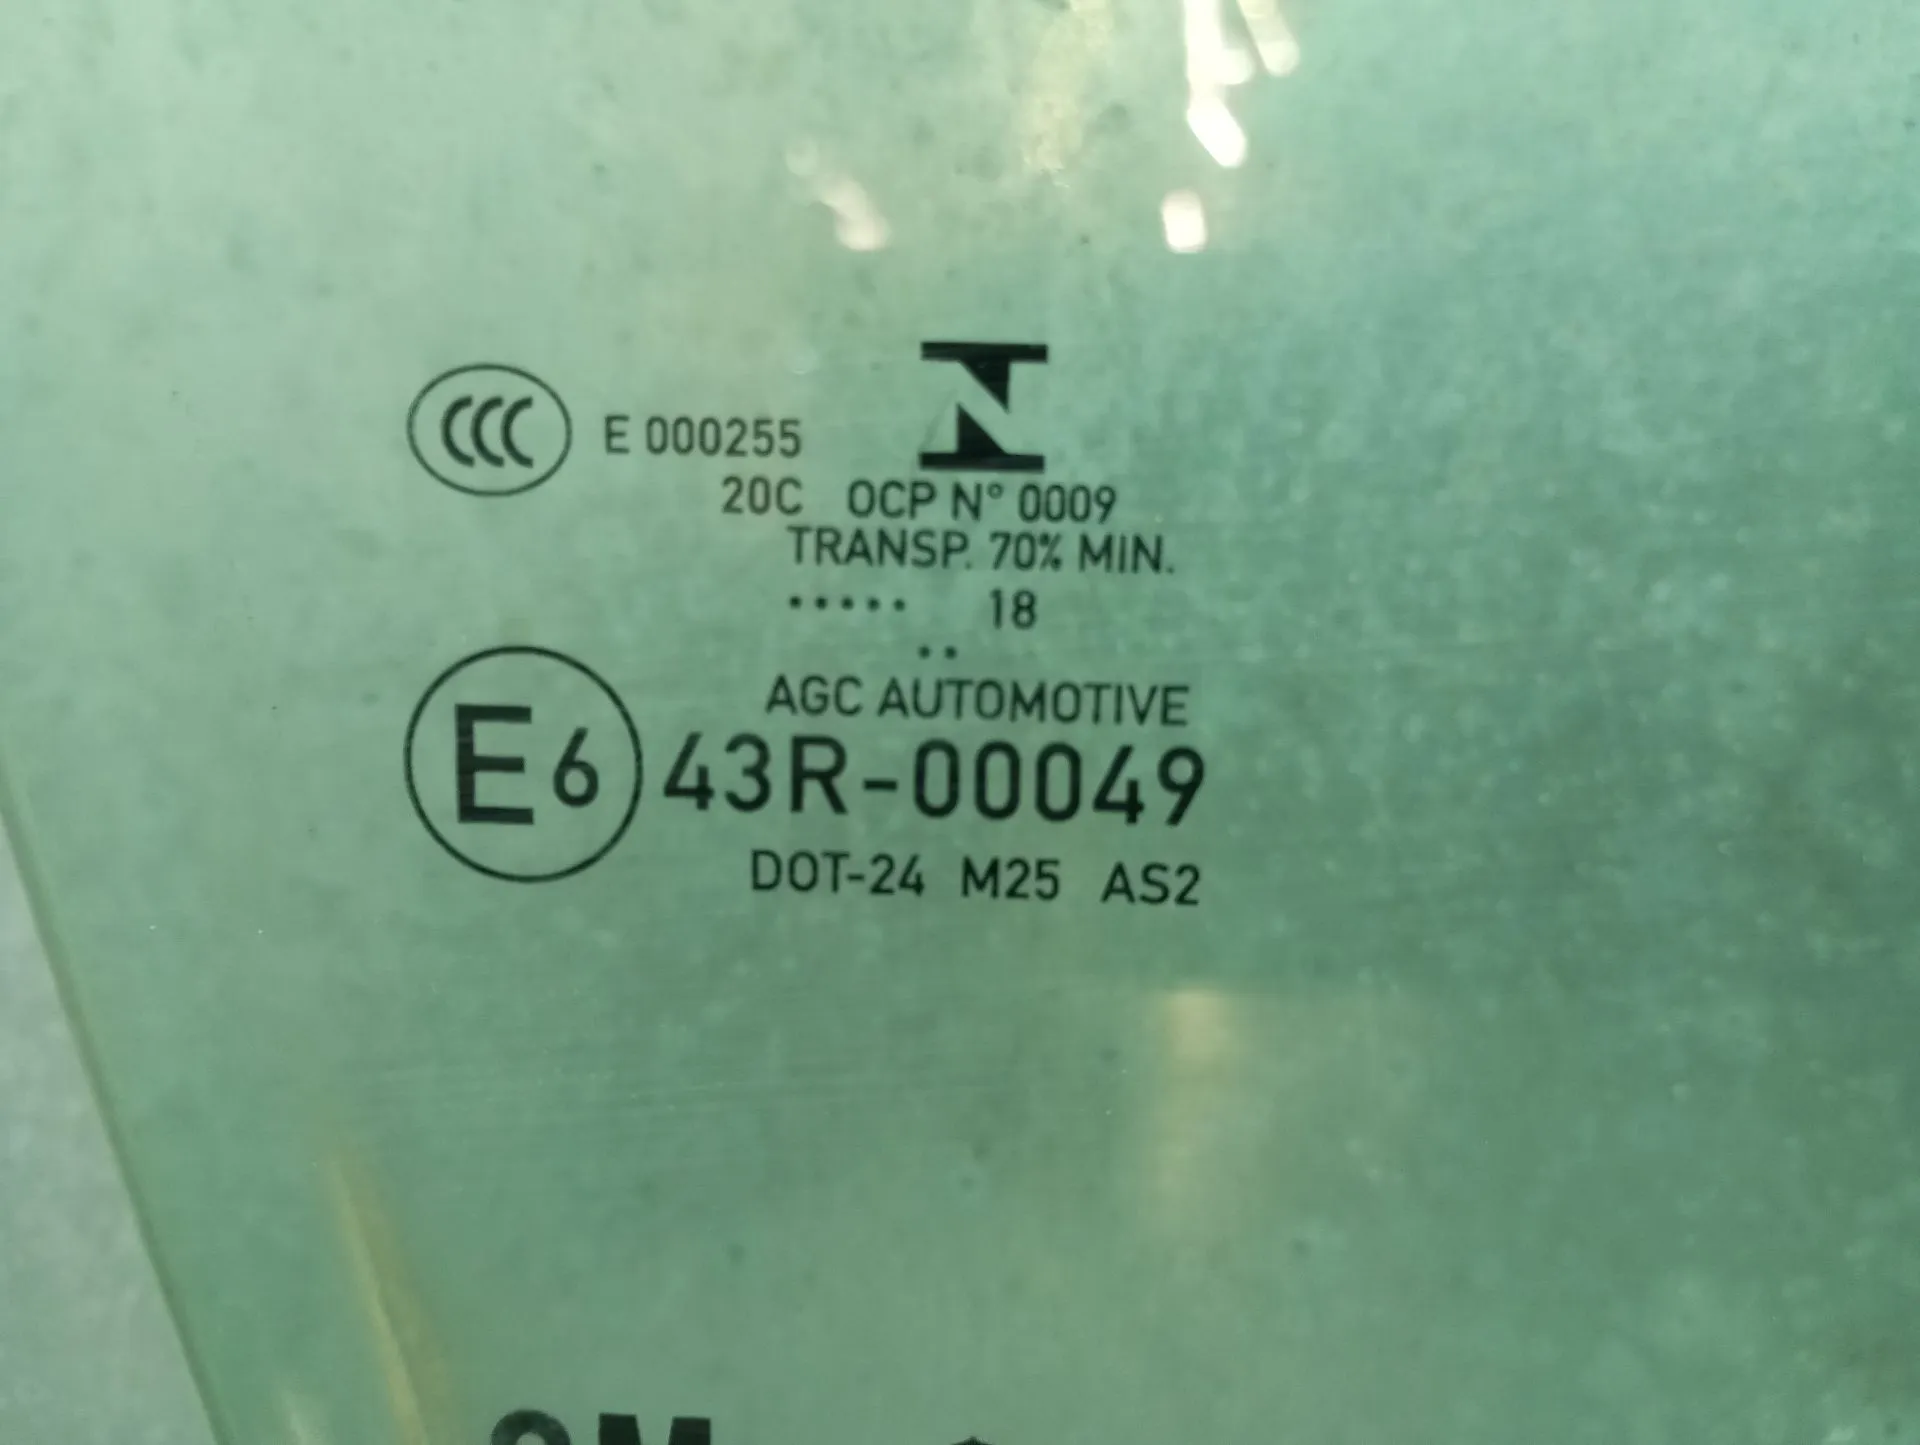 CCC E 000255 N
20C OCP N° 0009
TRANSP. 70% MIN.
..... 18
..
AGC AUTOMOTIVE
E6 43R-00049
DOT-24 M25 AS2